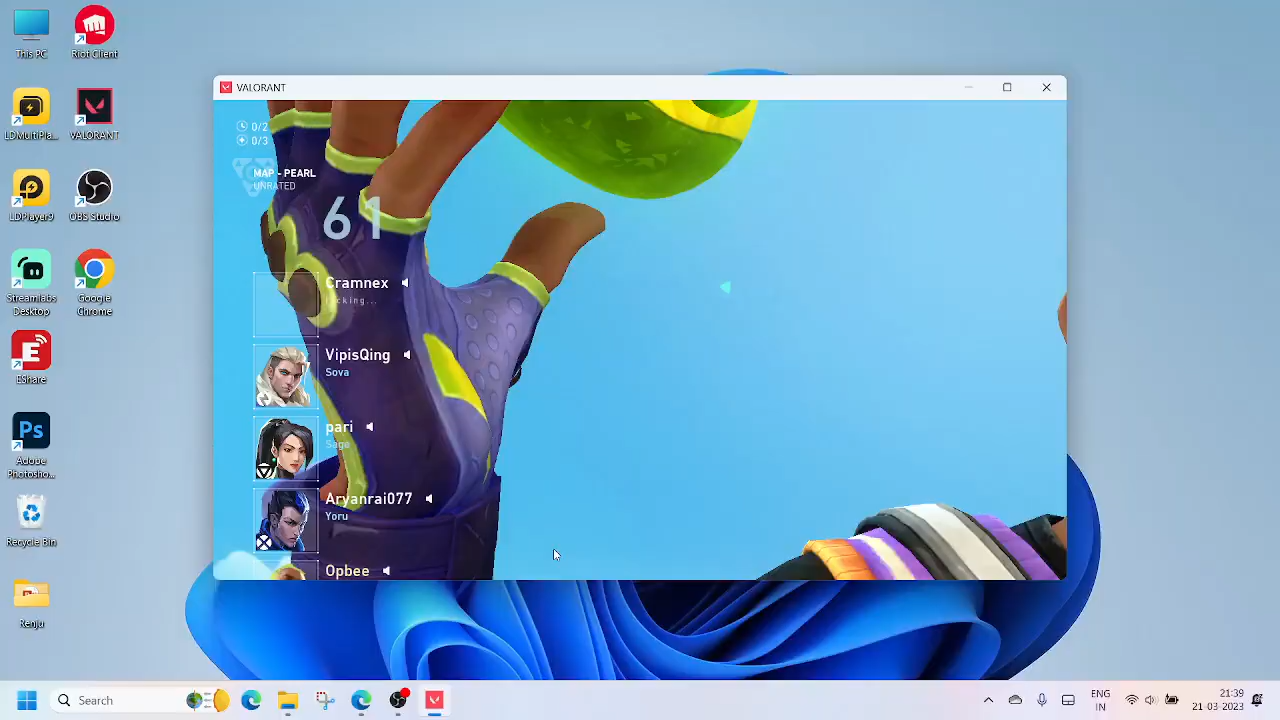 This PC
Riot Client
LDMultiPla...
VALORANT
LDPlayer9
OBS Studio
Streamlabs
Desktop
Google
Chrome
EShare
Ps
Adobe
Photosho...
Recycle Bin
Renju
VALORANT
0/2
0/3
MAP - PEARL
UNRATED
61
Cramnex
Picking...
VipisQing
Sova
pari
Sage
Aryanrai077
Yoru
Opbee
Search
ENG
IN
21:39
21-03-2023